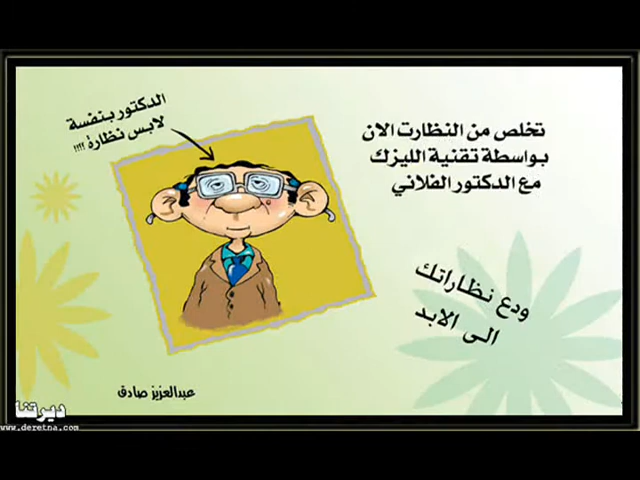 الدكتور بنفسة
لابس نظارة !!!!
تخلص من النظارت الان
بواسطة تقنية الليزك
مع الدكتور الفلاني
ودع نظاراتك
الى الابد
عبدالعزيز صادق
ديرتنا
www.deretna.com